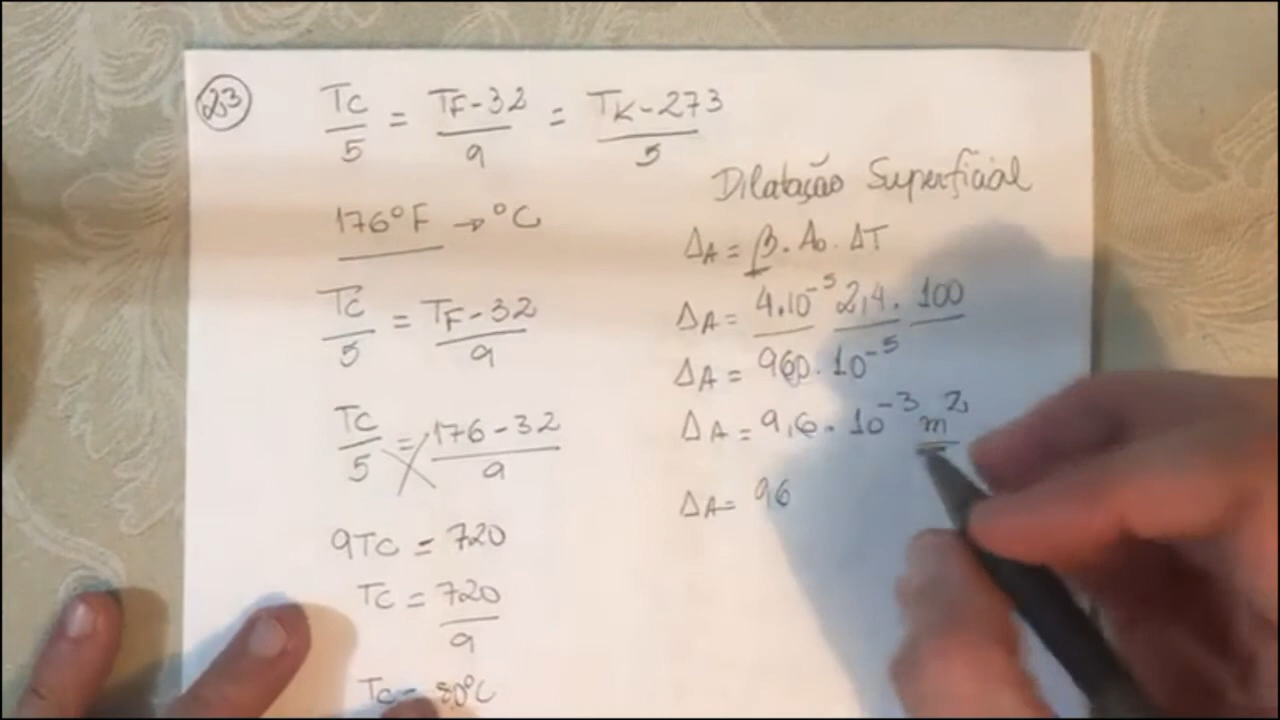 23
Tc/5 = TF-32/9 = TK-273/5
176°F → °C
Tc/5 = TF-32/9
Tc/5 = 176-32/9
9Tc = 720
Tc = 720/9
Tc = 80°C
Dilatação Superficial
ΔA = β. A0. ΔT
ΔA = 4.10⁻⁵ 2,4. 100
ΔA = 960. 10⁻⁵
ΔA = 9,6. 10⁻³ m²
ΔA = 96